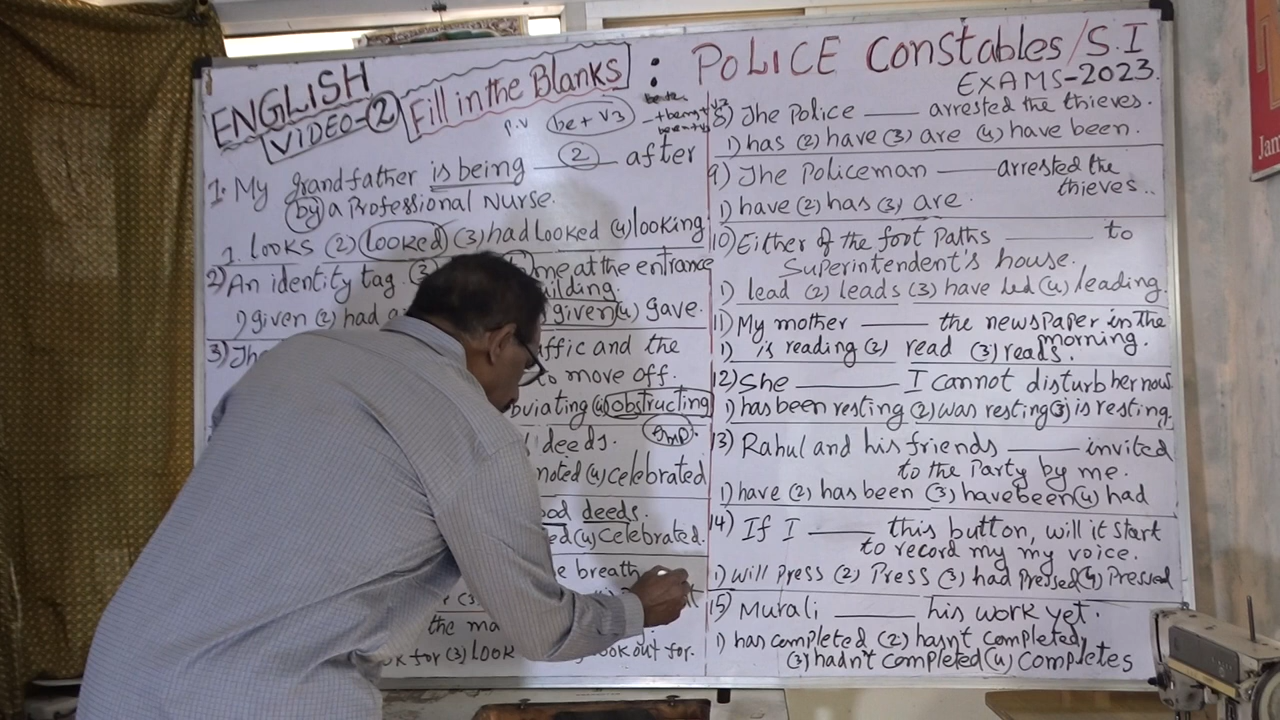 ENGLISH
VIDEO-2
Fill in the Blanks :
POLICE Constables/S.I
EXAMS-2023.
P.V be + V3
+being+V3
1. My grandfather is being ___ 2 ___ after
by a Professional Nurse.
1. looks (2) looked (3) had looked (4) looking
2) An identity tag me at the entrance
1) given (2) had given (4) gave.
3) The affic and the
to move off.
(4) obstructing
deeds. Imp.
noted (4) celebrated
deeds.
(4) celebrated.
breath
(3)
the ma
for (3) look look out for.
8) The Police ___ arrested the thieves.
1) has (2) have (3) are (4) have been.
9) The Policeman ___ arrested the
thieves..
1) have (2) has (3) are.
10) Either of the foot Paths ___ to
Superintendent's house.
1) lead (2) leads (3) have led (4) leading.
11) My mother ___ the newspaper in the
morning.
1) is reading (2) read (3) reads.
12) She ___ I cannot disturb her now.
1) has been resting (2) was resting (3) is resting.
13) Rahul and his friends ___ invited
to the Party by me.
1) have (2) has been (3) have been (4) had
14) If I ___ this button, will it start
to record my my voice.
1) will Press (2) Press (3) had Pressed (4) Pressed
15) Murali ___ his work yet.
1) has completed (2) hasn't completed
(3) hadn't completed (4) completes
Jam